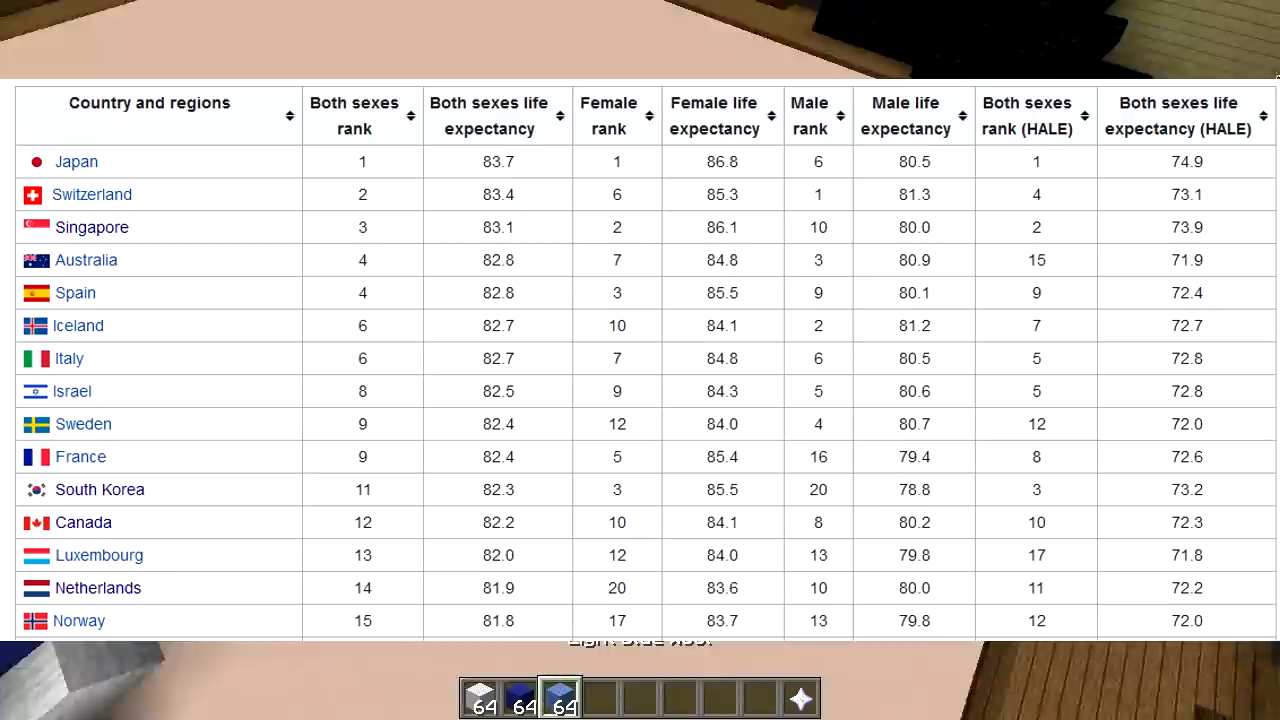 Country and regions Both sexes rank Both sexes life expectancy Female rank Female life expectancy Male rank Male life expectancy Both sexes rank (HALE) Both sexes life expectancy (HALE)
Japan 1 83.7 1 86.8 6 80.5 1 74.9
Switzerland 2 83.4 6 85.3 1 81.3 4 73.1
Singapore 3 83.1 2 86.1 10 80.0 2 73.9
Australia 4 82.8 7 84.8 3 80.9 15 71.9
Spain 4 82.8 3 85.5 9 80.1 9 72.4
Iceland 6 82.7 10 84.1 2 81.2 7 72.7
Italy 6 82.7 7 84.8 6 80.5 5 72.8
Israel 8 82.5 9 84.3 5 80.6 5 72.8
Sweden 9 82.4 12 84.0 4 80.7 12 72.0
France 9 82.4 5 85.4 16 79.4 8 72.6
South Korea 11 82.3 3 85.5 20 78.8 3 73.2
Canada 12 82.2 10 84.1 8 80.2 10 72.3
Luxembourg 13 82.0 12 84.0 13 79.8 17 71.8
Netherlands 14 81.9 20 83.6 10 80.0 11 72.2
Norway 15 81.8 17 83.7 13 79.8 12 72.0
Light Blue Wool
64 64 64